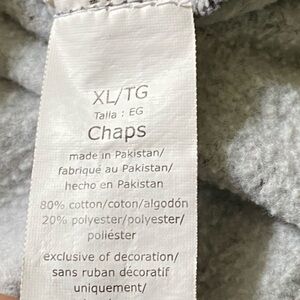 XL/TG
Talla : EG
Chaps
made in Pakistan/
fabriqué au Pakistan/
hecho en Pakistan
80% cotton/coton/algodón
20% polyester/polyester/
poliéster
exclusive of decoration/
sans ruban décoratif
uniquement/